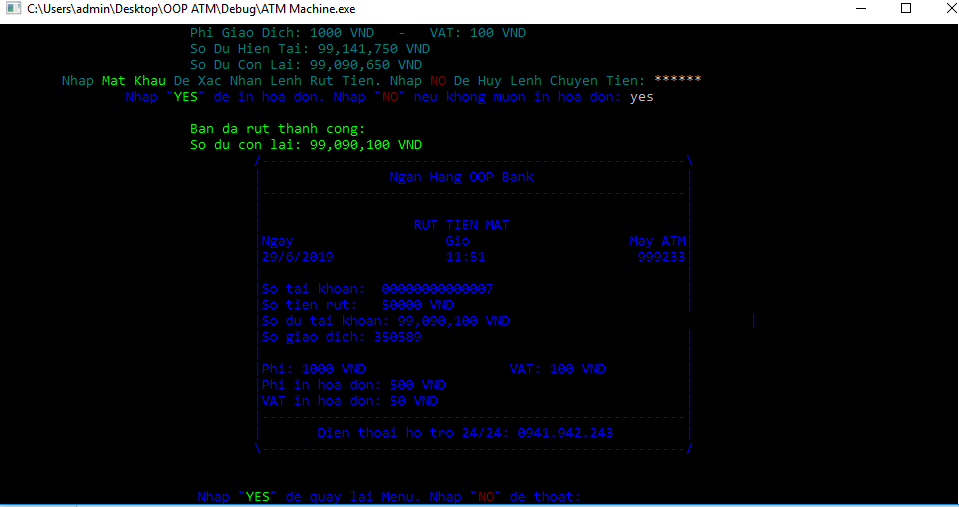 C:\Users\admin\Desktop\OOP ATM\Debug\ATM Machine.exe
Phi Giao Dich: 1000 VND - VAT: 100 VND
So Du Hien Tai: 99,141,750 VND
So Du Con Lai: 99,090,650 VND
Nhap Mat Khau De Xac Nhan Lenh Rut Tien. Nhap NO De Huy Lenh Chuyen Tien: ******
Nhap "YES" de in hoa don. Nhap "NO" neu khong muon in hoa don: yes
Ban da rut thanh cong:
So du con lai: 99,090,100 VND
Ngan Hang OOP Bank
RUT TIEN MAT
Ngay Gio May ATM
29/6/2019 11:51 999233
So tai khoan: 00000000000007
So tien rut: 50000 VND
So du tai khoan: 99,090,100 VND
So giao dich: 350589
Phi: 1000 VND VAT: 100 VND
Phi in hoa don: 500 VND
VAT in hoa don: 50 VND
Dien thoai ho tro 24/24: 0941.942.243
Nhap "YES" de quay lai Menu. Nhap "NO" de thoat: